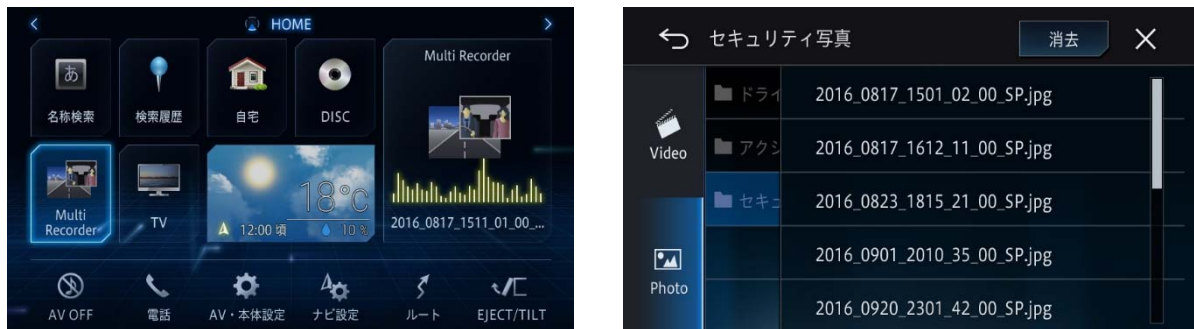 HOME
Multi Recorder
あ
名称検索
検索履歴
自宅
DISC
Multi
Recorder
TV
12:00 頃
18°C
10 %
2016_0817_1511_01_00_...
AV OFF
電話
AV・本体設定
ナビ設定
ルート
EJECT/TILT
セキュリティ写真
消去
Video
Photo
ドライ
アクシ
セキュ
2016_0817_1501_02_00_SP.jpg
2016_0817_1612_11_00_SP.jpg
2016_0823_1815_21_00_SP.jpg
2016_0901_2010_35_00_SP.jpg
2016_0920_2301_42_00_SP.jpg